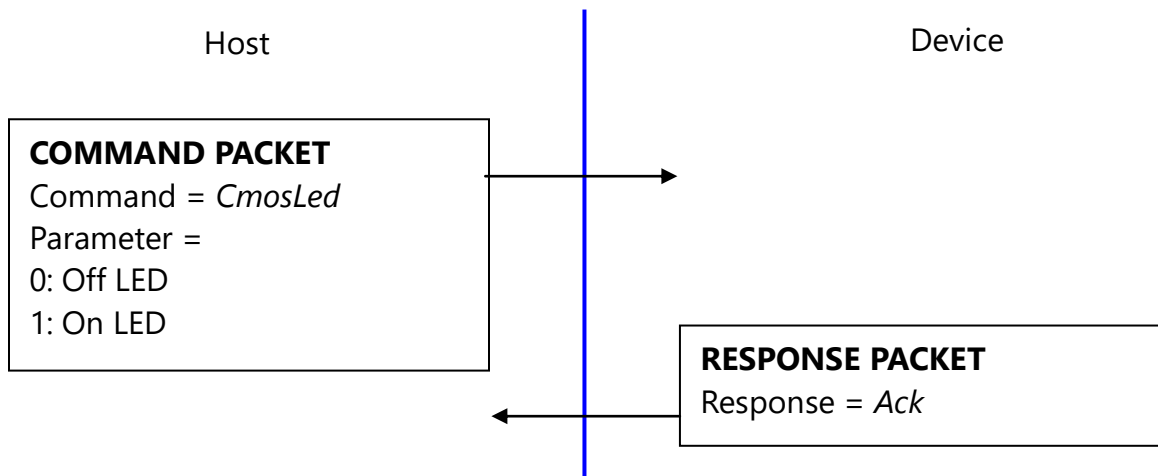 Host
Device
COMMAND PACKET
Command = CmosLed
Parameter =
0: Off LED
1: On LED
RESPONSE PACKET
Response = Ack